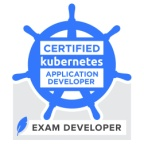 CERTIFIED
kubernetes
APPLICATION
DEVELOPER
EXAM DEVELOPER